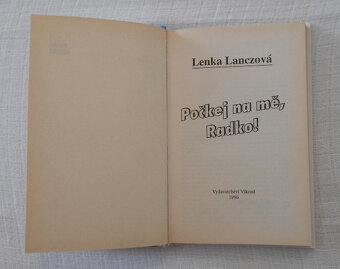 Lenka Lanczová
Počkej na mě,
Radko!
Vydavatelství Víkend
1996